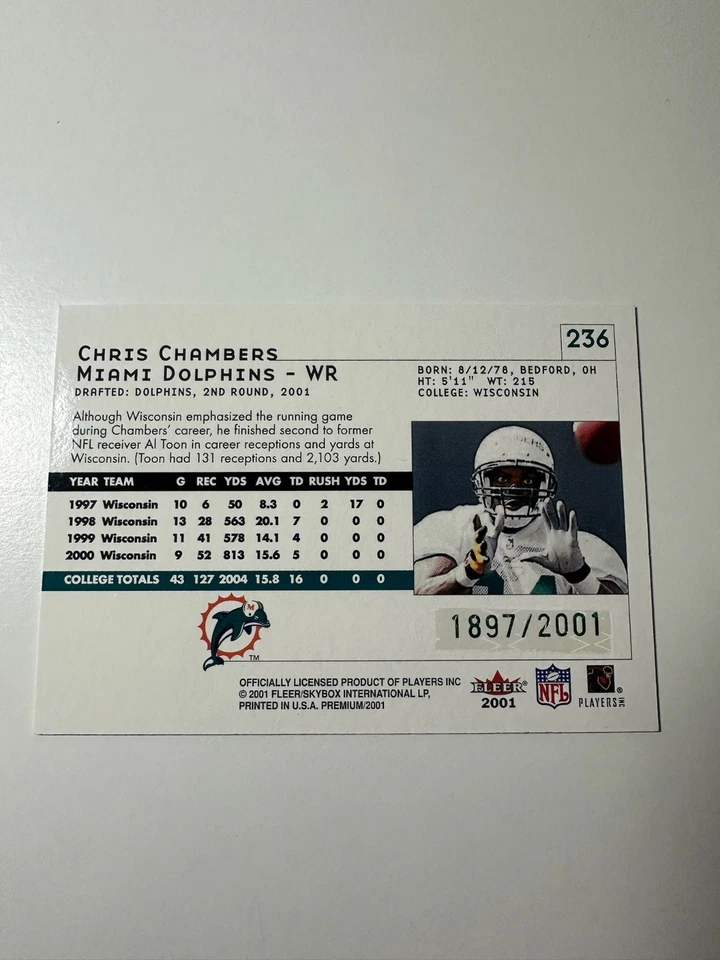 236
CHRIS CHAMBERS
MIAMI DOLPHINS - WR
DRAFTED: DOLPHINS, 2ND ROUND, 2001
BORN: 8/12/78, BEDFORD, OH
HT: 5'11" WT: 215
COLLEGE: WISCONSIN
Although Wisconsin emphasized the running game
during Chambers' career, he finished second to former
NFL receiver Al Toon in career receptions and yards at
Wisconsin. (Toon had 131 receptions and 2,103 yards.)
YEAR TEAM G REC YDS AVG TD RUSH YDS TD
1997 Wisconsin 10 6 50 8.3 0 2 17 0
1998 Wisconsin 13 28 563 20.1 7 0 0 0
1999 Wisconsin 11 41 578 14.1 4 0 0 0
2000 Wisconsin 9 52 813 15.6 5 0 0 0
COLLEGE TOTALS 43 127 2004 15.8 16 0 0 0
1897/2001
M
TM
OFFICIALLY LICENSED PRODUCT OF PLAYERS INC
© 2001 FLEER/SKYBOX INTERNATIONAL LP,
PRINTED IN U.S.A. PREMIUM/2001
FLEER
2001
NFL
PLAYERS INC ®